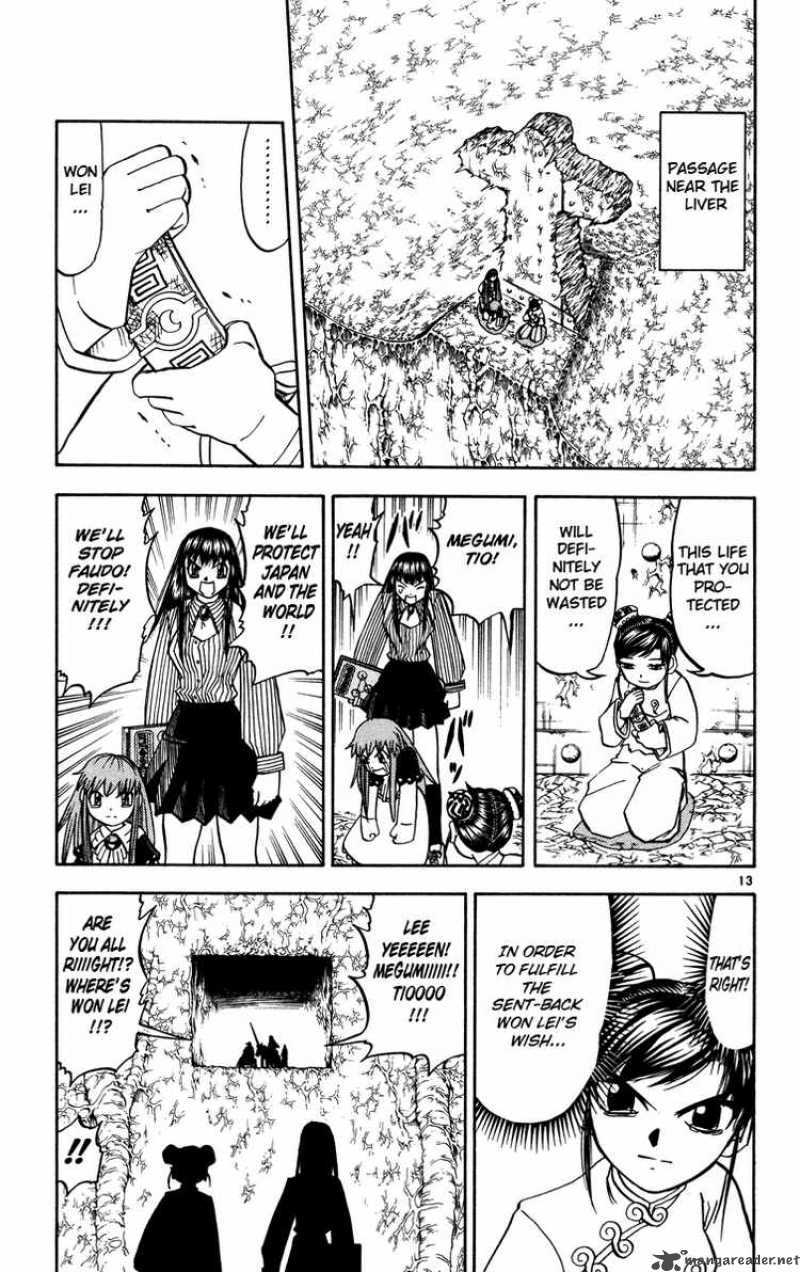 PASSAGE
NEAR THE
LIVER
.........
WON
LEI
...
THIS LIFE
THAT YOU
PRO-
TECTED
...
WILL
DEFI-
NITELY
NOT BE
WASTED
...
MEGUMI,
TIO!
YEAH
!!
WE'LL
PROTECT
JAPAN
AND THE
WORLD
!!
WE'LL
STOP
FAUDO!
DEFI-
NITELY
!!!
13
THAT'S
RIGHT!
IN ORDER
TO FULFILL
THE
SENT-BACK
WON LEI'S
WISH...
LEE
YEEEEEN!
MEGUMIIIII!!
TIOOOO
!!!
ARE
YOU ALL
RIIIIGHT!?
WHERE'S
WON LEI
!!?
!!
mangareader.net